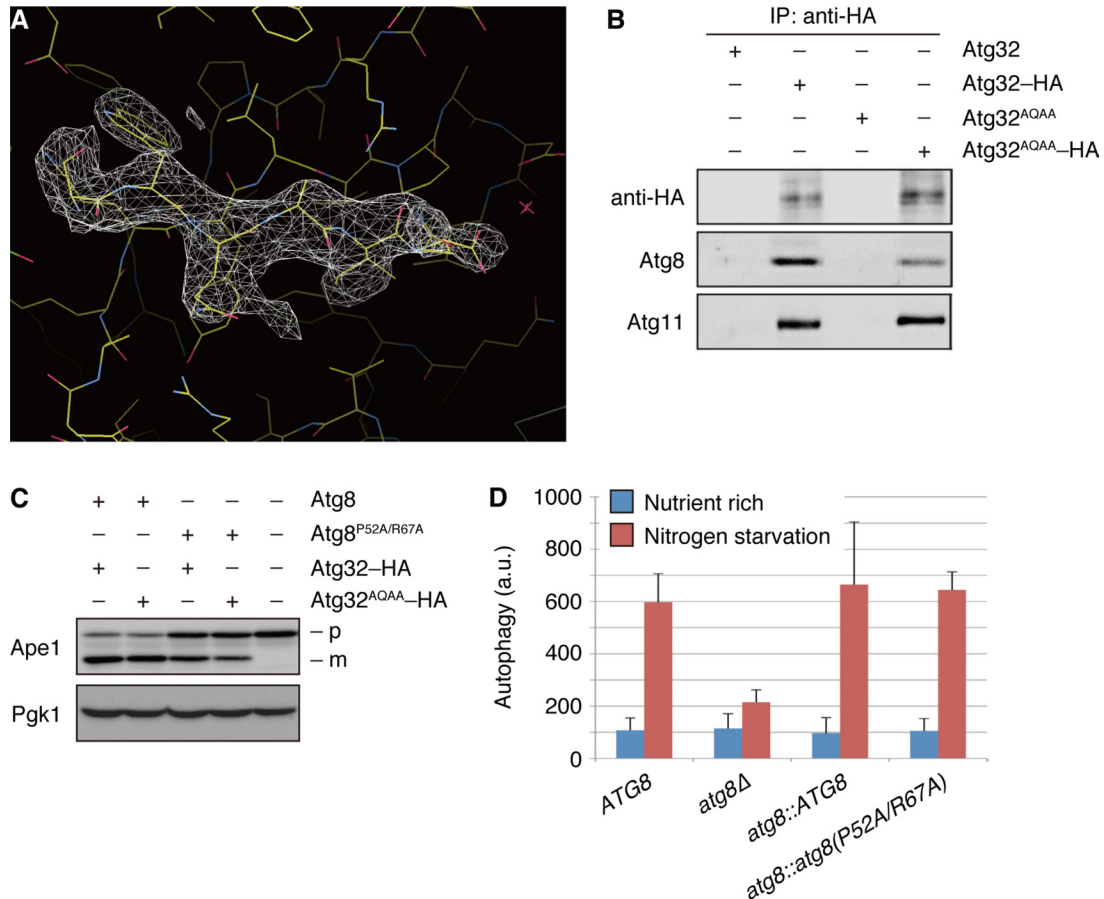 A
B
IP: anti-HA
+ – – – Atg32
– + – – Atg32–HA
– – + – Atg32AQAA
– – – + Atg32AQAA–HA
anti-HA
Atg8
Atg11
C
+ + – – – Atg8
– – + + – Atg8P52A/R67A
+ – + – – Atg32–HA
– + – + – Atg32AQAA–HA
Ape1
– p
– m
Pgk1
D
Autophagy (a.u.)
1000
800
600
400
200
0
Nutrient rich
Nitrogen starvation
ATG8
atg8Δ
atg8::ATG8
atg8::atg8(P52A/R67A)